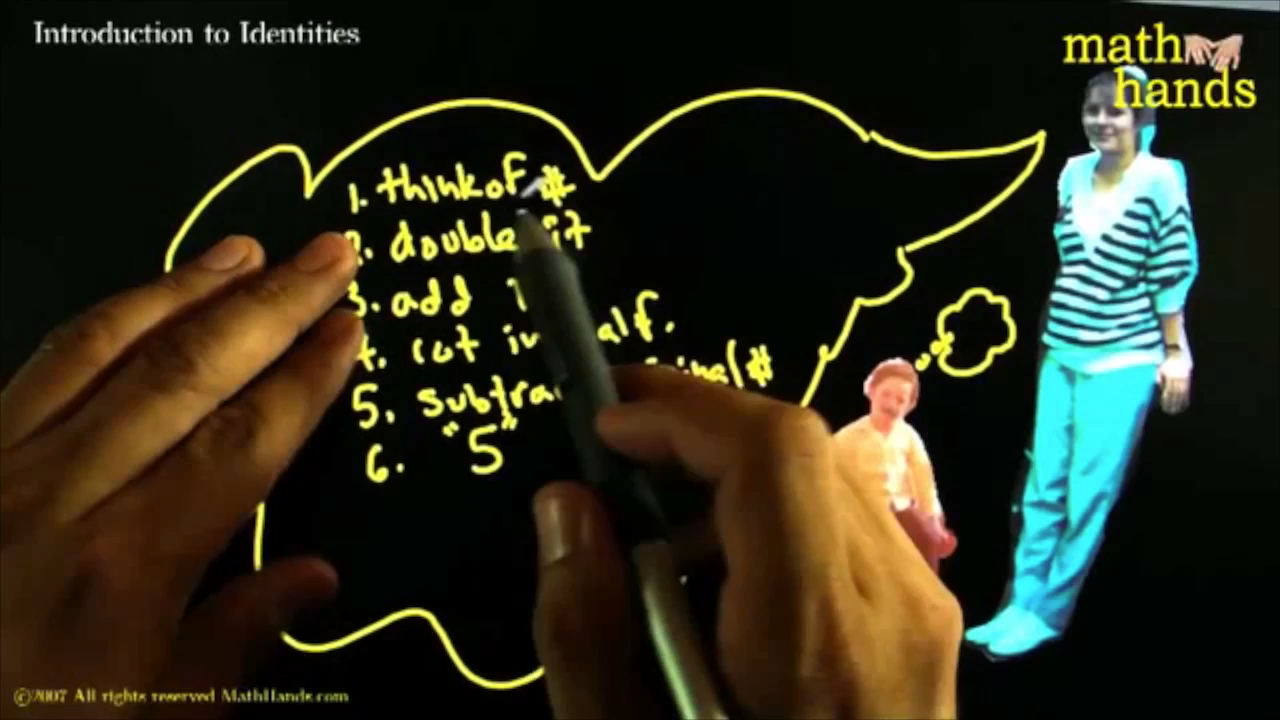 Introduction to Identities
math
hands
1. think of #
2. double it
3. add
4. cut in half.
5. subtra
6. "5"
©2007 All rights reserved MathHands.com